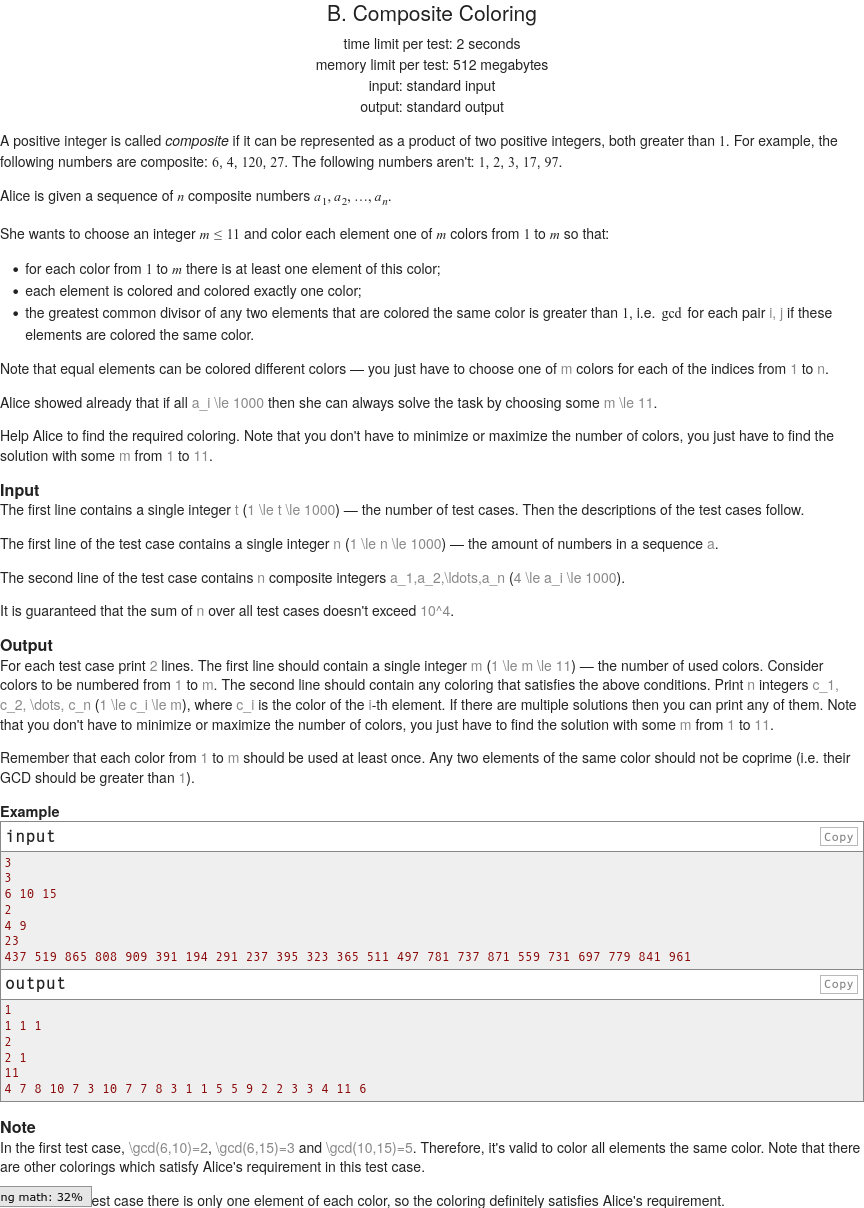 B. Composite Coloring
time limit per test: 2 seconds
memory limit per test: 512 megabytes
input: standard input
output: standard output
A positive integer is called composite if it can be represented as a product of two positive integers, both greater than 1. For example, the
following numbers are composite: 6, 4, 120, 27. The following numbers aren't: 1, 2, 3, 17, 97.
Alice is given a sequence of n composite numbers a1, a2, …, an.
She wants to choose an integer m ≤ 11 and color each element one of m colors from 1 to m so that:
• for each color from 1 to m there is at least one element of this color;
• each element is colored and colored exactly one color;
• the greatest common divisor of any two elements that are colored the same color is greater than 1, i.e. gcd for each pair i, j if these
elements are colored the same color.
Note that equal elements can be colored different colors — you just have to choose one of m colors for each of the indices from 1 to n.
Alice showed already that if all a_i \le 1000 then she can always solve the task by choosing some m \le 11.
Help Alice to find the required coloring. Note that you don't have to minimize or maximize the number of colors, you just have to find the
solution with some m from 1 to 11.
Input
The first line contains a single integer t (1 \le t \le 1000) — the number of test cases. Then the descriptions of the test cases follow.
The first line of the test case contains a single integer n (1 \le n \le 1000) — the amount of numbers in a sequence a.
The second line of the test case contains n composite integers a_1,a_2,\ldots,a_n (4 \le a_i \le 1000).
It is guaranteed that the sum of n over all test cases doesn't exceed 10^4.
Output
For each test case print 2 lines. The first line should contain a single integer m (1 \le m \le 11) — the number of used colors. Consider
colors to be numbered from 1 to m. The second line should contain any coloring that satisfies the above conditions. Print n integers c_1,
c_2, \dots, c_n (1 \le c_i \le m), where c_i is the color of the i-th element. If there are multiple solutions then you can print any of them. Note
that you don't have to minimize or maximize the number of colors, you just have to find the solution with some m from 1 to 11.
Remember that each color from 1 to m should be used at least once. Any two elements of the same color should not be coprime (i.e. their
GCD should be greater than 1).
Example
input Copy
3
3
6 10 15
2
4 9
23
437 519 865 808 909 391 194 291 237 395 323 365 511 497 781 737 871 559 731 697 779 841 961
output Copy
1
1 1 1
2
2 1
11
4 7 8 10 7 3 10 7 7 8 3 1 1 5 5 9 2 2 3 3 4 11 6
Note
In the first test case, \gcd(6,10)=2, \gcd(6,15)=3 and \gcd(10,15)=5. Therefore, it's valid to color all elements the same color. Note that there
are other colorings which satisfy Alice's requirement in this test case.
ng math: 32% est case there is only one element of each color, so the coloring definitely satisfies Alice's requirement.